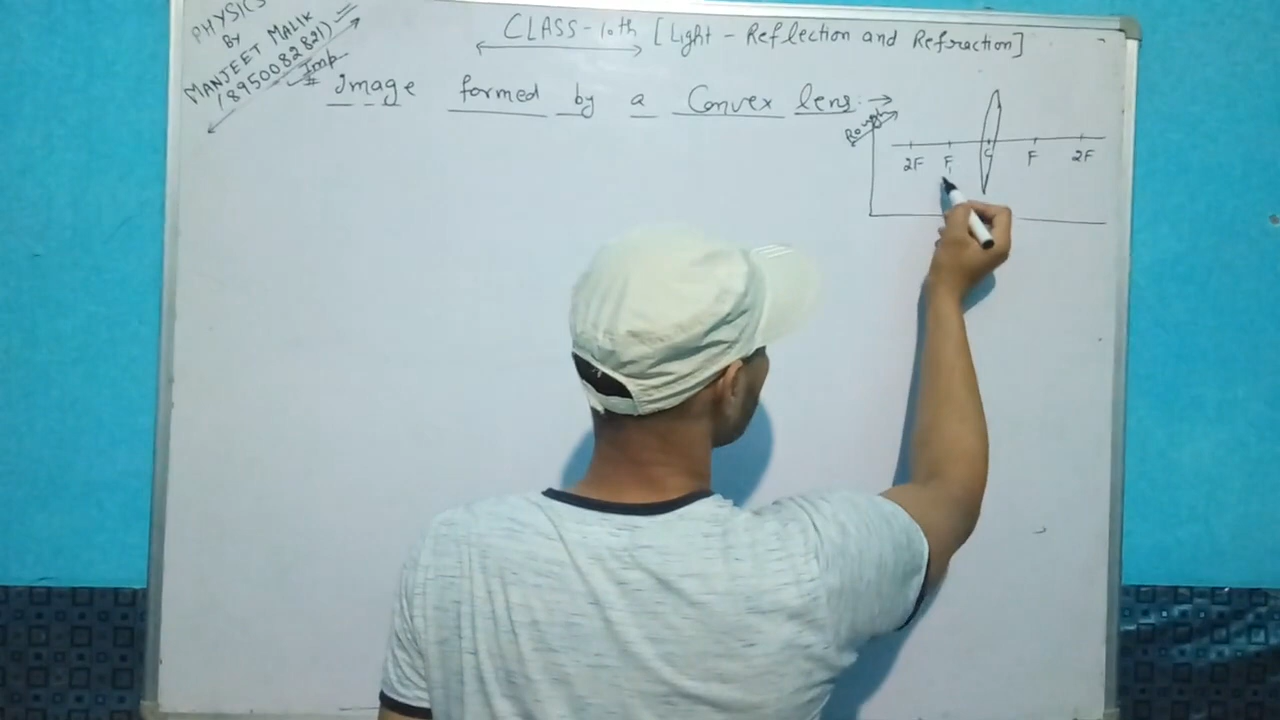 PHYSICS
BY
MANJEET MALIK
(8950082821)
Imp
CLASS-10th [Light - Reflection and Refraction]
# Image formed by a Convex lens :→
Rough
2F F₁ C F 2F